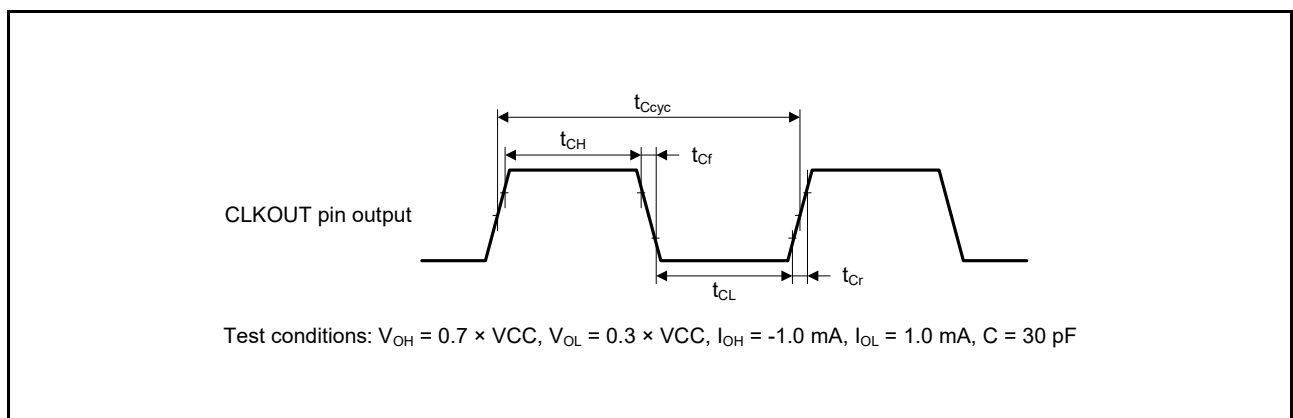 tCcyc
tCH
tCf
CLKOUT pin output
tCr
tCL
Test conditions: VOH = 0.7 × VCC, VOL = 0.3 × VCC, IOH = -1.0 mA, IOL = 1.0 mA, C = 30 pF